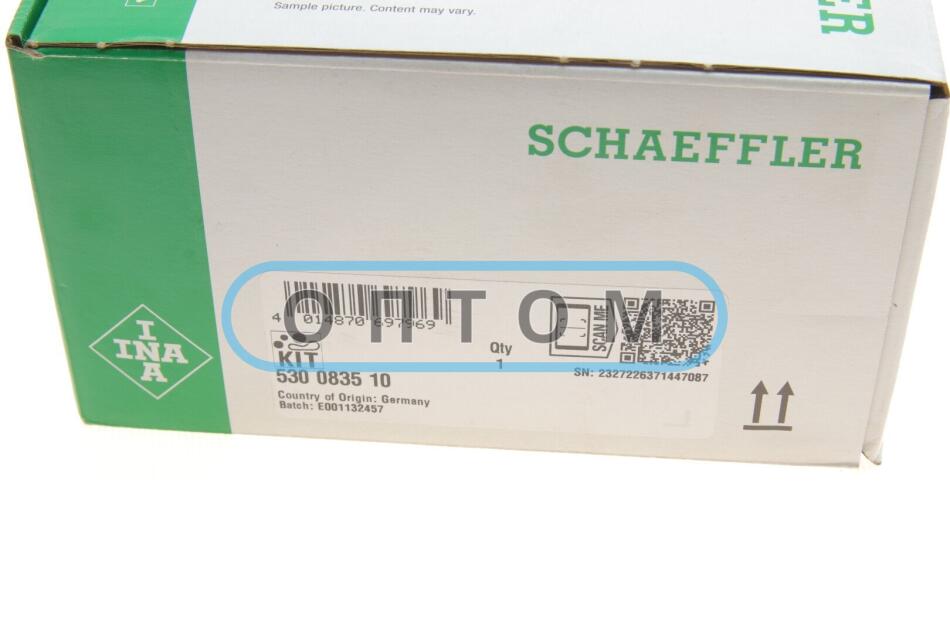 Sample picture. Content may vary.
ER
SCHAEFFLER
I
INA
A
4 014870 697969
ОПТОМ
KIT
530 0835 10
Qty
1
SCAN ME
SN: 2327226371447087
Country of Origin: Germany
Batch: E001132457